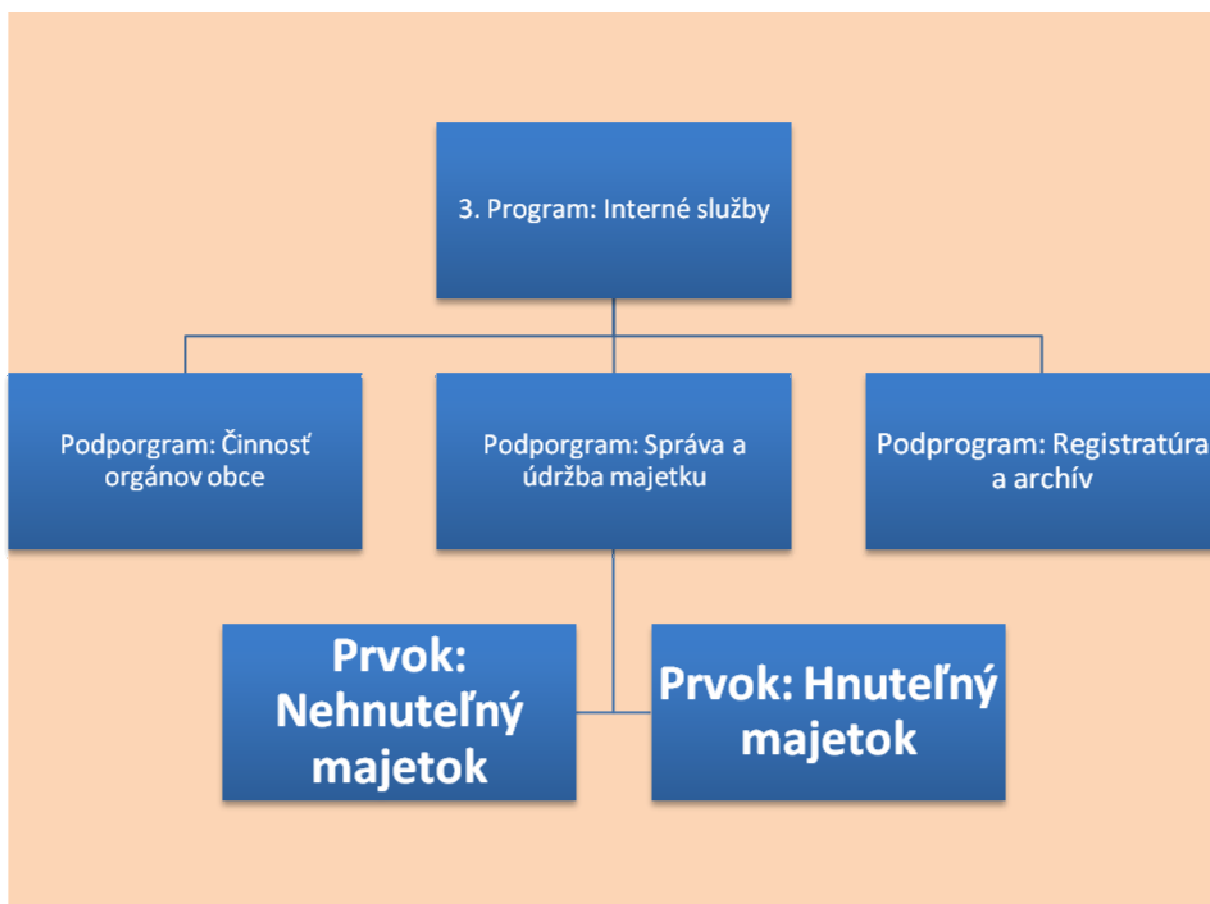 3. Program: Interné služby
Podporgram: Činnosť
orgánov obce
Podporgram: Správa a
údržba majetku
Podprogram: Registratúra
a archív
Prvok:
Nehnuteľný
majetok
Prvok: Hnuteľný
majetok